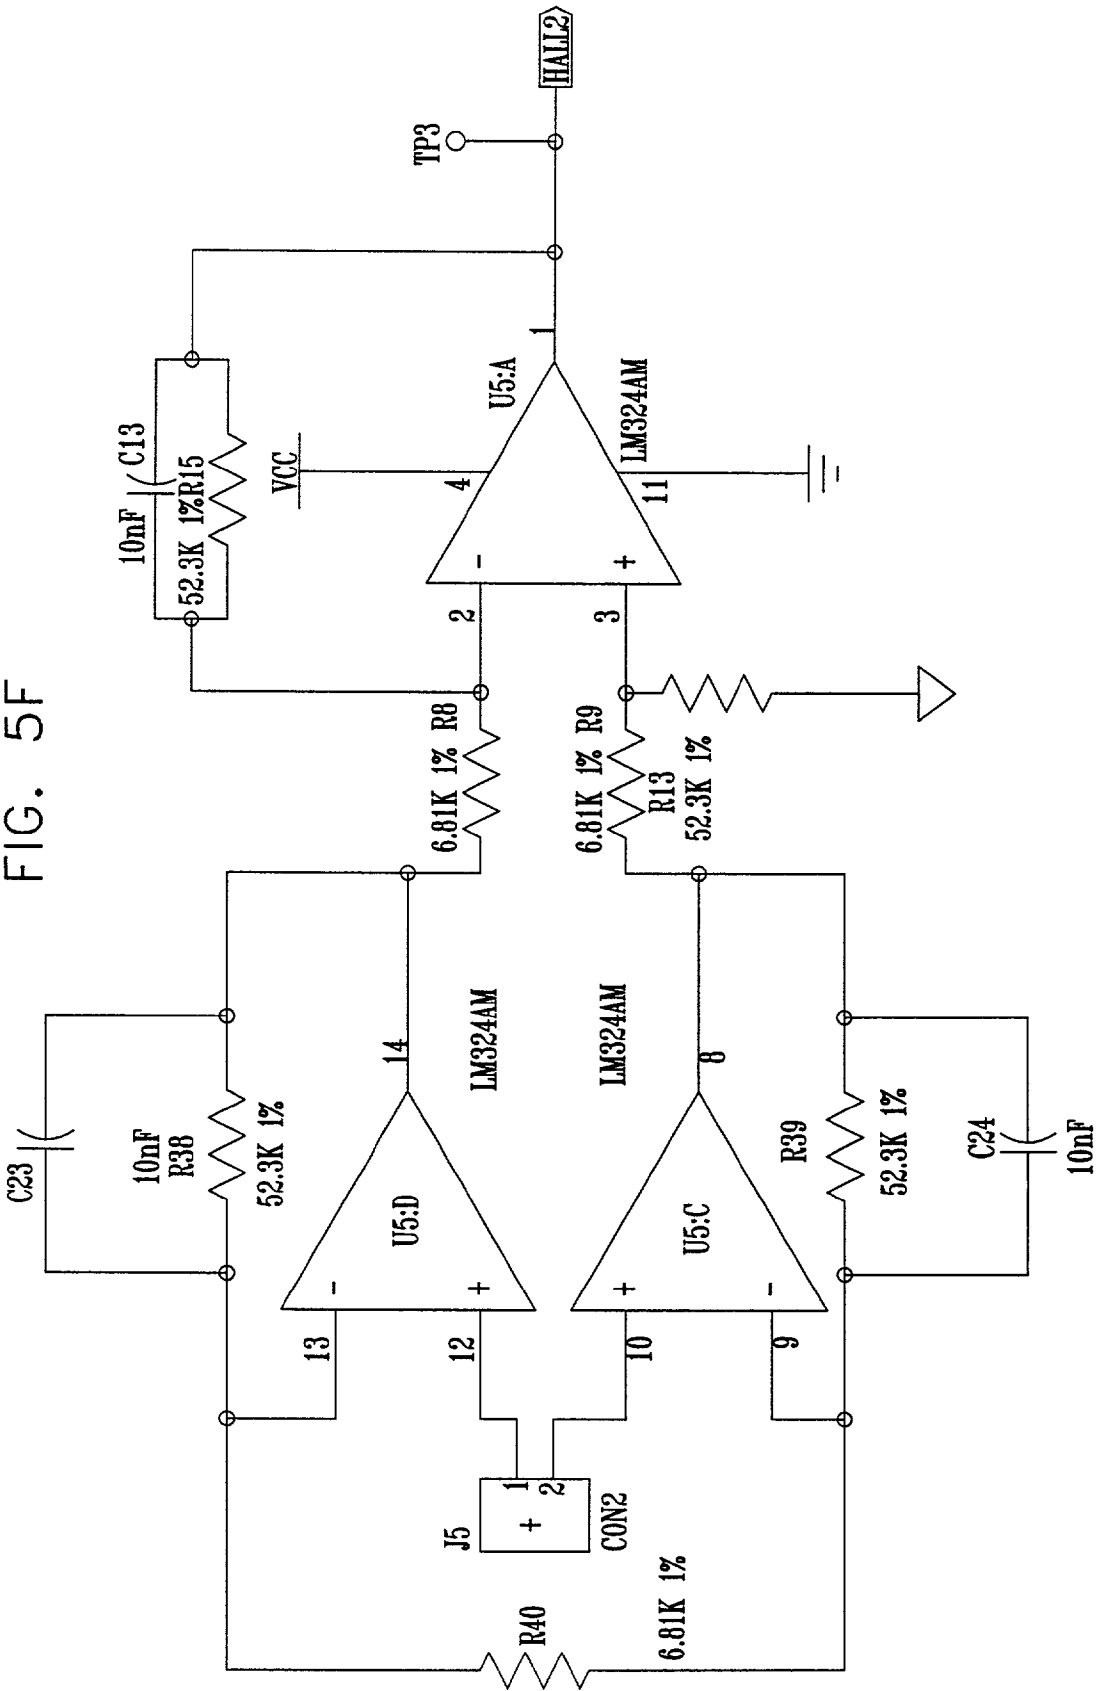 FIG. 5F
C23
10nF
R38
52.3K 1%
10nF
C13
52.3K 1%R15
VCC
4
U5:A
LM324AM
11
2
3
-
+
1
TP3
HALL2
6.81K 1% R8
6.81K 1% R9
R13
52.3K 1%
13
12
-
+
U5:D
14
LM324AM
LM324AM
10
9
+
-
U5:C
8
J5
+
1
2
CON2
R40
6.81K 1%
R39
52.3K 1%
C24
10nF